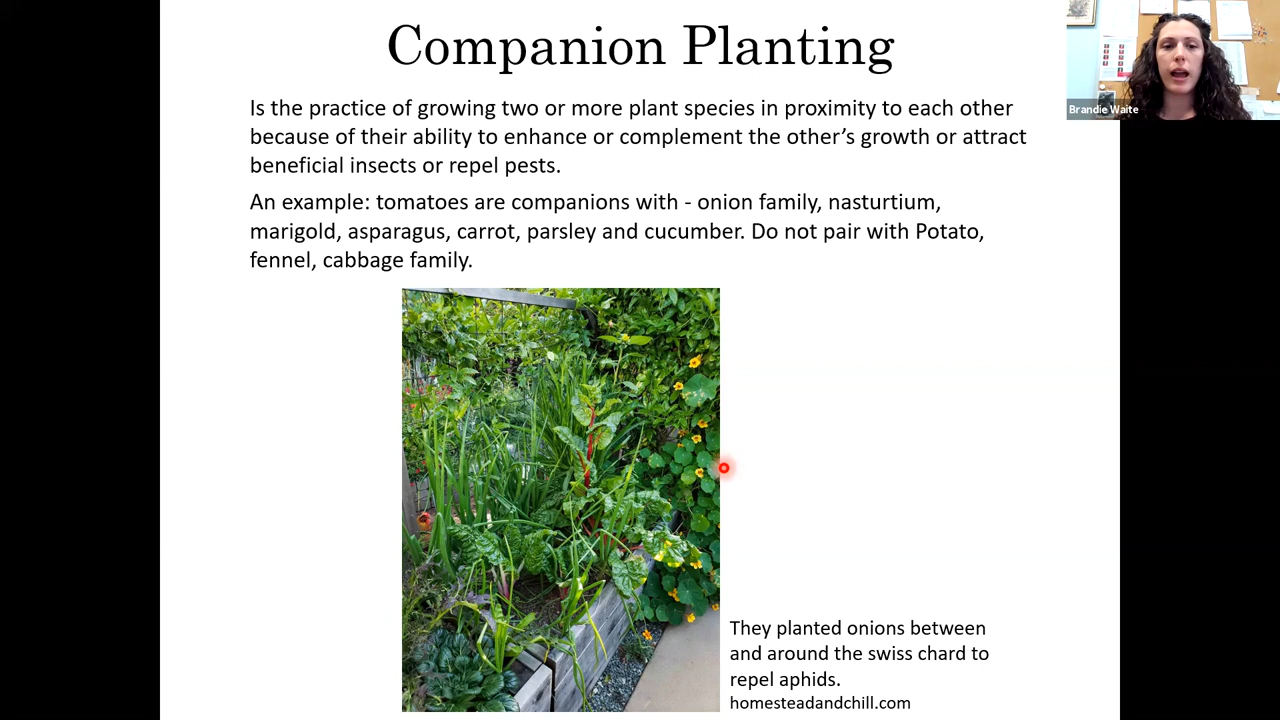 Companion Planting
Brandie Waite
Is the practice of growing two or more plant species in proximity to each other
because of their ability to enhance or complement the other’s growth or attract
beneficial insects or repel pests.
An example: tomatoes are companions with - onion family, nasturtium,
marigold, asparagus, carrot, parsley and cucumber. Do not pair with Potato,
fennel, cabbage family.
They planted onions between
and around the swiss chard to
repel aphids.
homesteadandchill.com